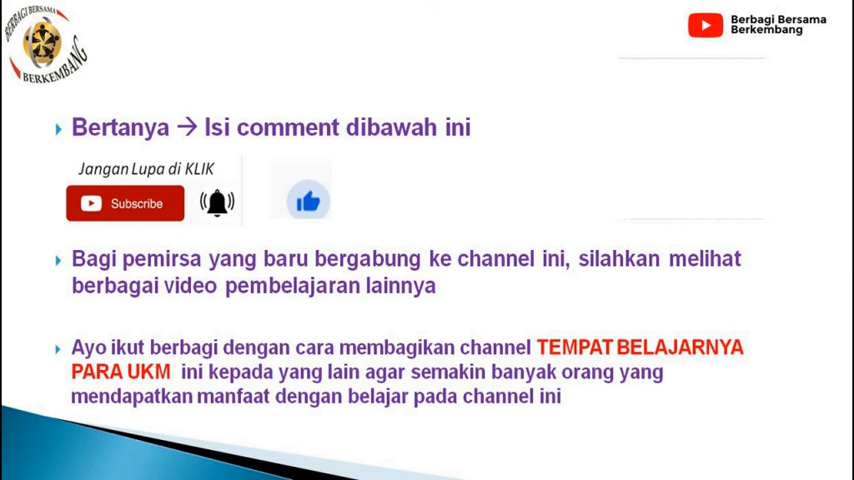 BERBAGI BERSAMA
BERKEMBANG
Berbagi Bersama
Berkembang
Bertanya → Isi comment dibawah ini
Jangan Lupa di KLIK
Subscribe
Bagi pemirsa yang baru bergabung ke channel ini, silahkan melihat
berbagai video pembelajaran lainnya
Ayo ikut berbagi dengan cara membagikan channel TEMPAT BELAJARNYA
PARA UKM ini kepada yang lain agar semakin banyak orang yang
mendapatkan manfaat dengan belajar pada channel ini